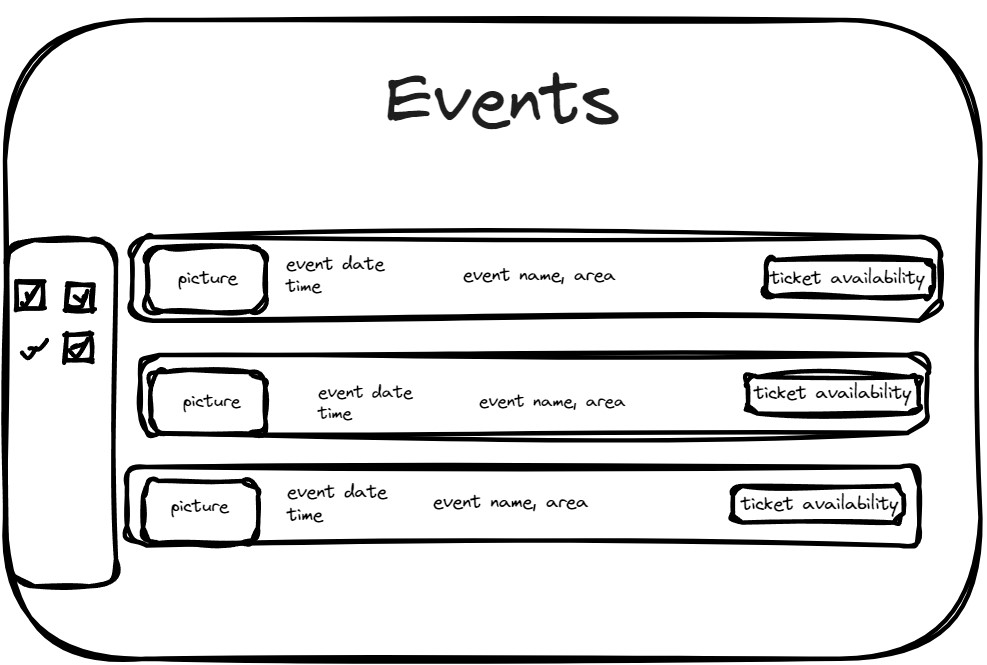 Events
picture
event date
time
event name, area
ticket availability
picture
event date
time
event name, area
ticket availability
picture
event date
time
event name, area
ticket availability